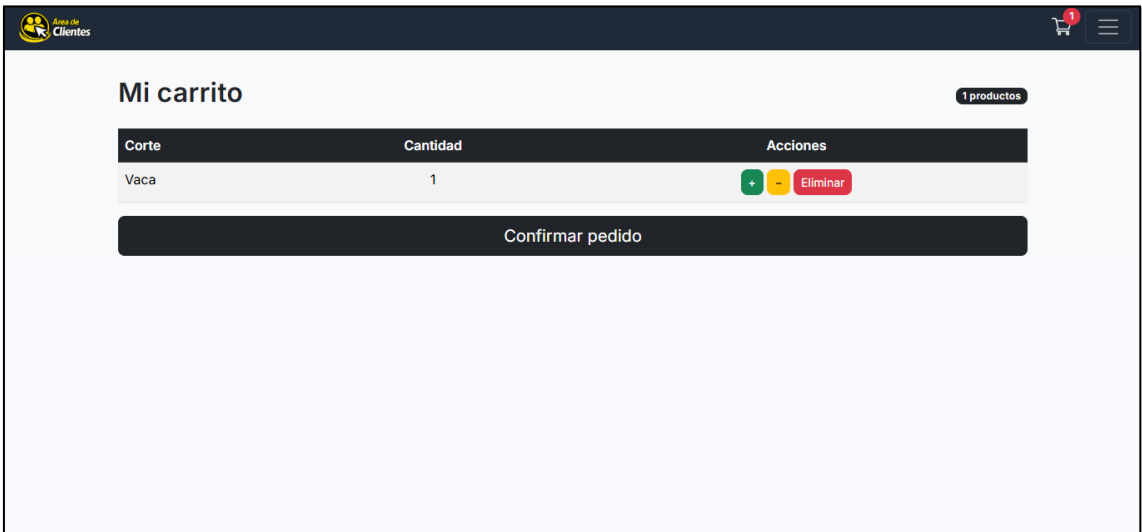 Área de
Clientes
1
Mi carrito
1 productos
Corte Cantidad Acciones
Vaca 1 + - Eliminar
Confirmar pedido